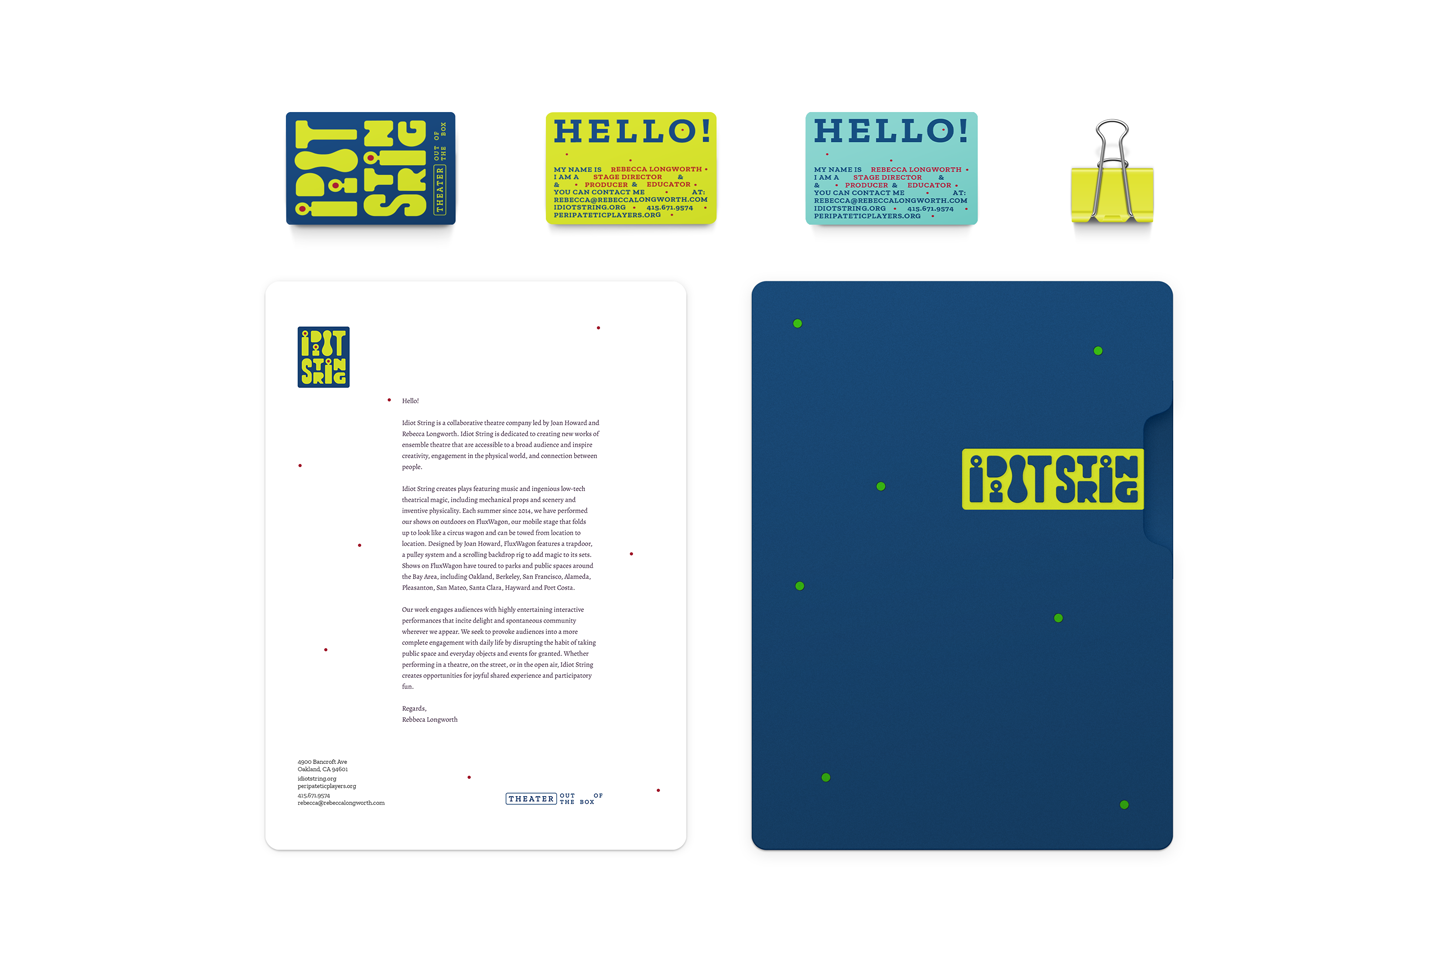 IDIOT
STRING
THEATER OUT OF
THE BOX
HELLO!
MY NAME IS REBECCA LONGWORTH
I AM A STAGE DIRECTOR &
& PRODUCER & EDUCATOR
YOU CAN CONTACT ME AT:
REBECCA@REBECCALONGWORTH.COM
IDIOTSTRING.ORG 415.671.9574
PERIPATETICPLAYERS.ORG
HELLO!
MY NAME IS REBECCA LONGWORTH
I AM A STAGE DIRECTOR &
& PRODUCER & EDUCATOR
YOU CAN CONTACT ME AT:
REBECCA@REBECCALONGWORTH.COM
IDIOTSTRING.ORG 415.671.9574
PERIPATETICPLAYERS.ORG
IDIOT
STRING
Hello!
Idiot String is a collaborative theatre company led by Joan Howard and
Rebecca Longworth. Idiot String is dedicated to creating new works of
ensemble theatre that are accessible to a broad audience and inspire
creativity, engagement in the physical world, and connection between
people.
Idiot String creates plays featuring music and ingenious low-tech
theatrical magic, including mechanical props and scenery and
inventive physicality. Each summer since 2014, we have performed
our shows on outdoors on FluxWagon, our mobile stage that folds
up to look like a circus wagon and can be towed from location to
location. Designed by Joan Howard, FluxWagon features a trapdoor,
a pulley system and a scrolling backdrop rig to add magic to its sets.
Shows on FluxWagon have toured to parks and public spaces around
the Bay Area, including Oakland, Berkeley, San Francisco, Alameda,
Pleasanton, San Mateo, Santa Clara, Hayward and Port Costa.
Our work engages audiences with highly entertaining interactive
performances that incite delight and spontaneous community
wherever we appear. We seek to provoke audiences into a more
complete engagement with daily life by disrupting the habit of taking
public space and everyday objects and events for granted. Whether
performing in a theatre, on the street, or in the open air, Idiot String
creates opportunities for joyful shared experience and participatory
fun.
Regards,
Rebbeca Longworth
4900 Bancroft Ave
Oakland, CA 94601
idiotstring.org
peripateticplayers.org
415.671.9574
rebecca@rebeccalongworth.com
THEATER OUT OF
THE BOX
IDIOT STRING